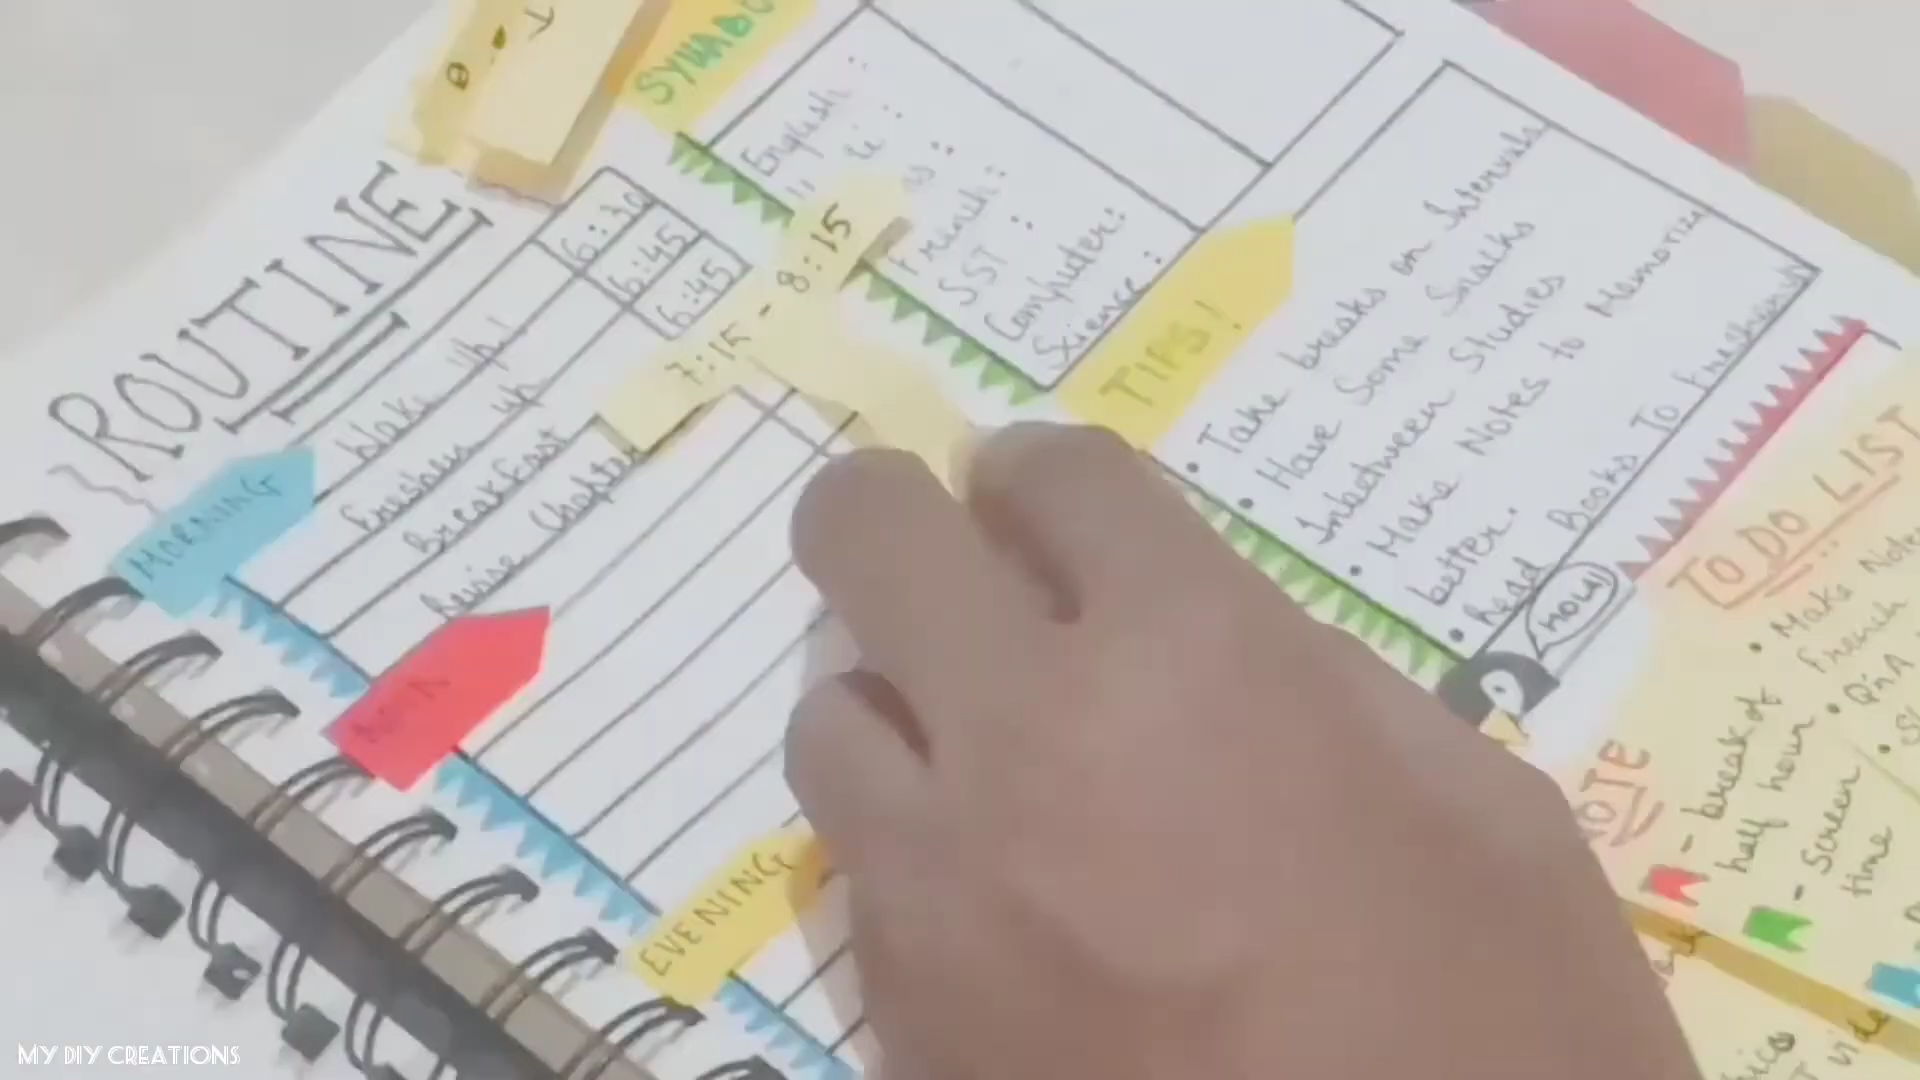 ROUTINE
MORNING
Wake up! 6:30
Freshen up 6:45
Breakfast 6:45
Revise Chapter 7:15 - 8:15
EVENING
English :
French :
SST :
Computer :
Science :
TIPS!
• Take breaks on Intervals
• Have Some Snacks
Inbetween Studies
• Make Notes to Memorize
better.
• Read Books To
HOLA!
TO DO LIST
• Make Notes
French
• Q'nA
- break of
half hour
- Screen
time
MY DIY CREATIONS